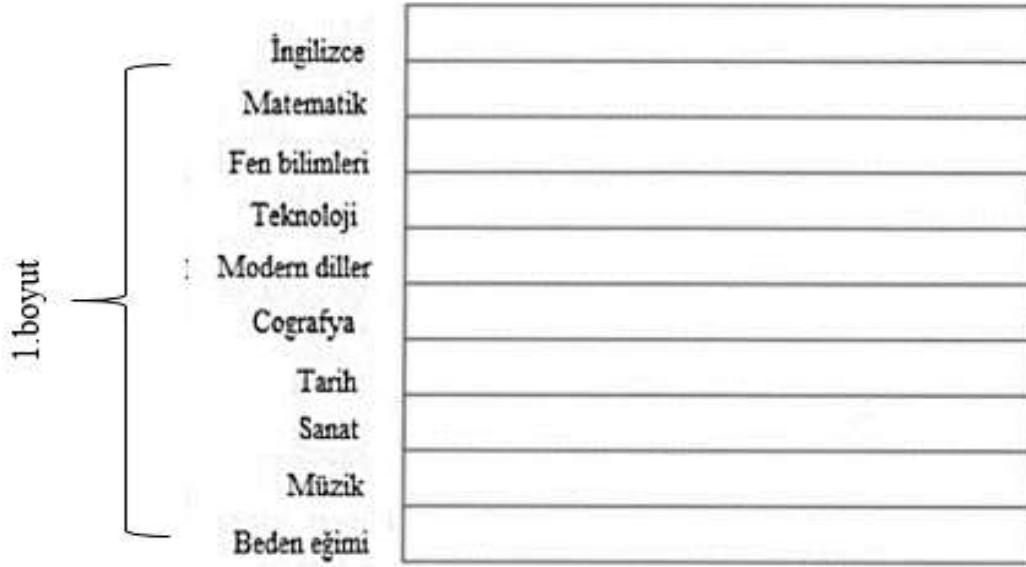 1.boyut
İngilizce
Matematik
Fen bilimleri
Teknoloji
Modern diller
Cografya
Tarih
Sanat
Müzik
Beden eğimi